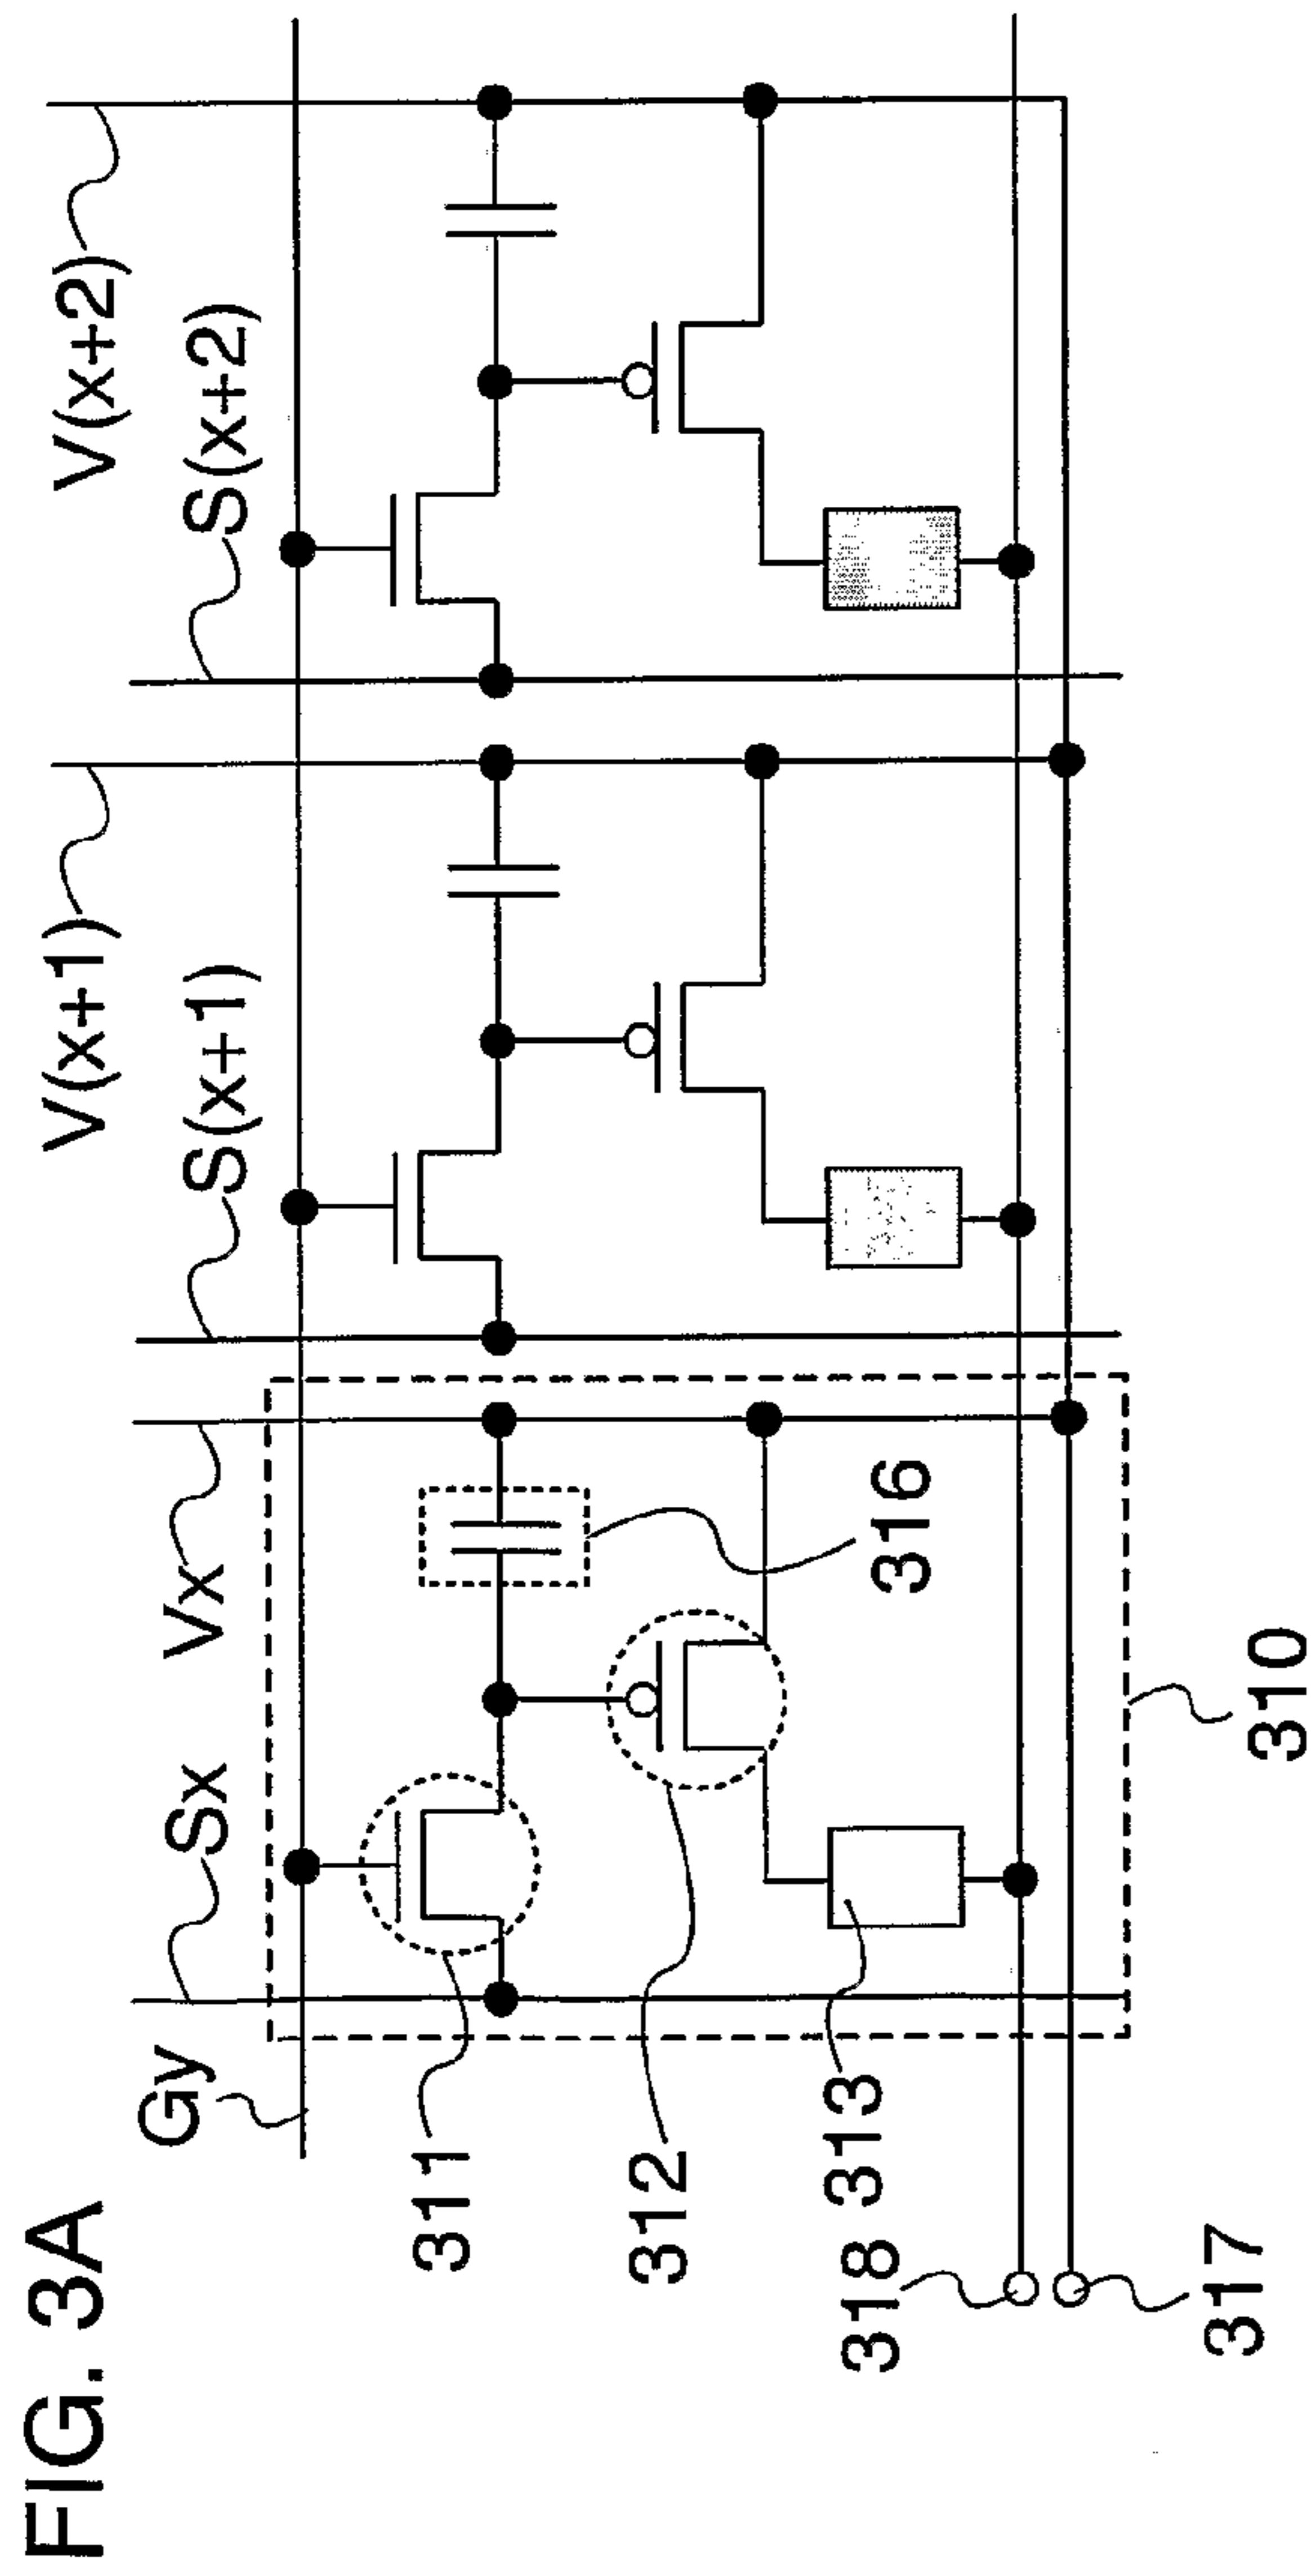 FIG. 3A
Gy
Sx
Vx
S(x+1)
V(x+1)
S(x+2)
V(x+2)
311
312
313
316
318
317
310